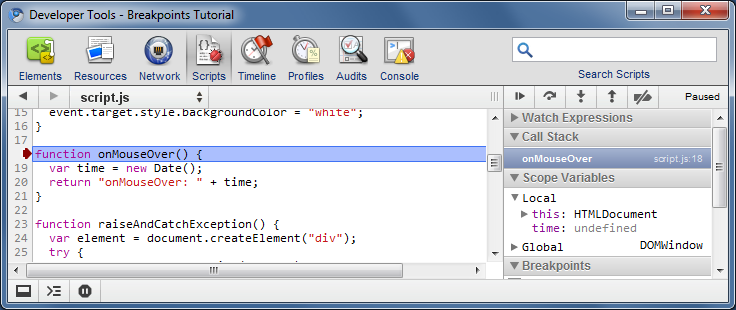 Developer Tools - Breakpoints Tutorial
Elements Resources Network Scripts Timeline Profiles Audits Console
Search Scripts
script.js
Paused
15 event.target.style.backgroundColor = "white";
16 }
17
function onMouseOver() {
19 var time = new Date();
20 return "onMouseOver: " + time;
21 }
22
23 function raiseAndCatchException() {
24 var element = document.createElement("div");
25 try {
Watch Expressions
Call Stack
onMouseOver script.js:18
Scope Variables
Local
this: HTMLDocument
time: undefined
Global DOMWindow
Breakpoints